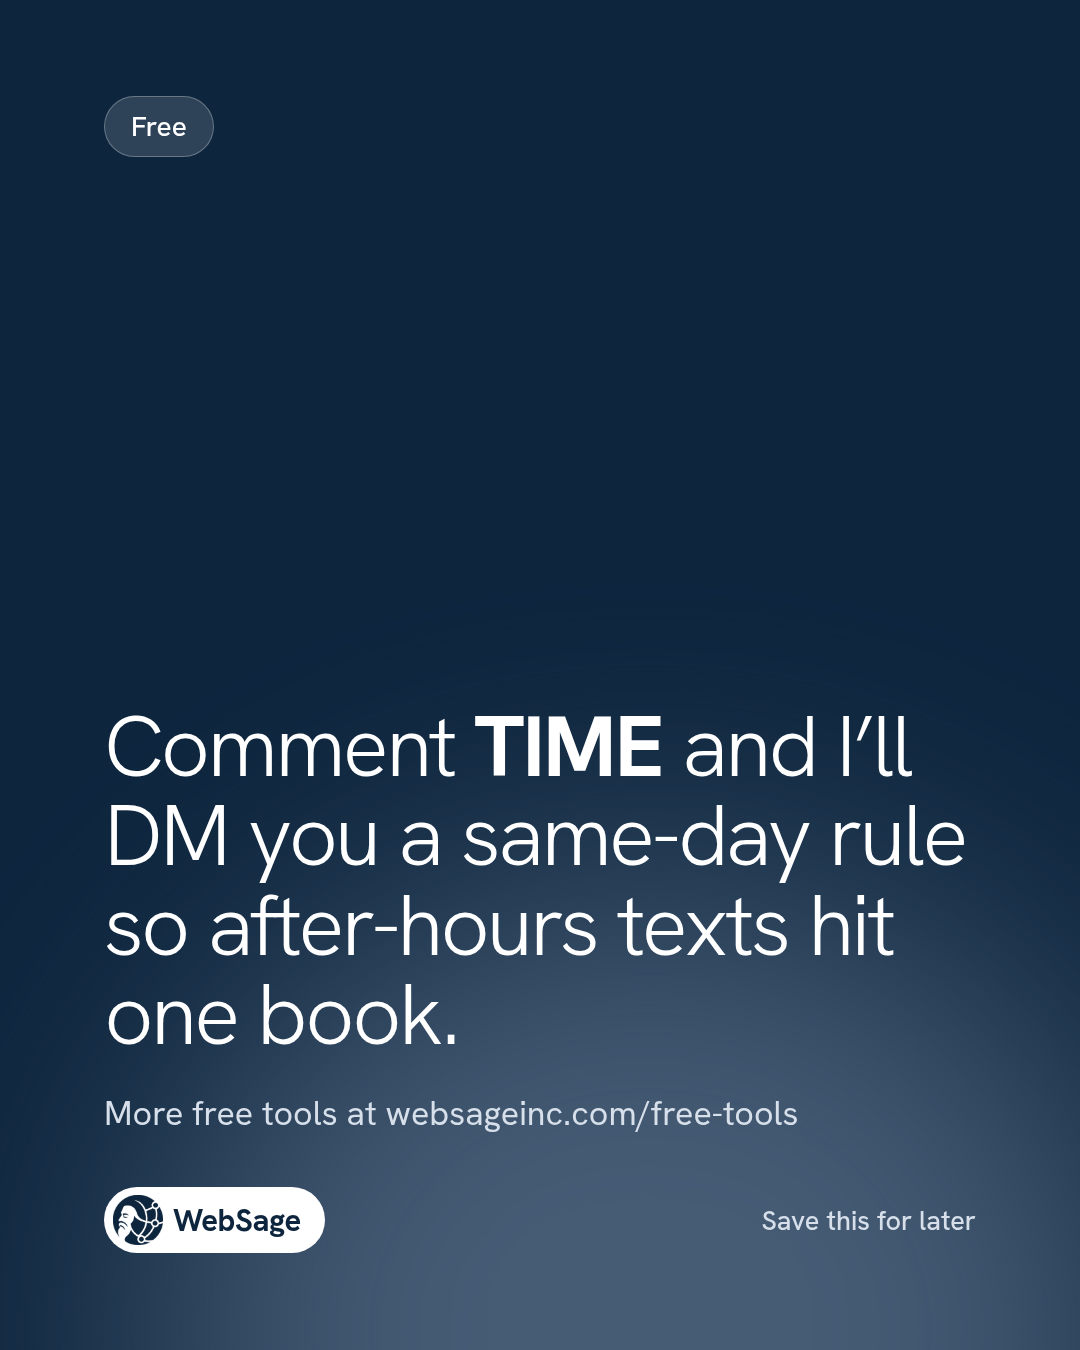 Free
Comment TIME and I’ll
DM you a same-day rule
so after-hours texts hit
one book.
More free tools at websageinc.com/free-tools
WebSage
Save this for later